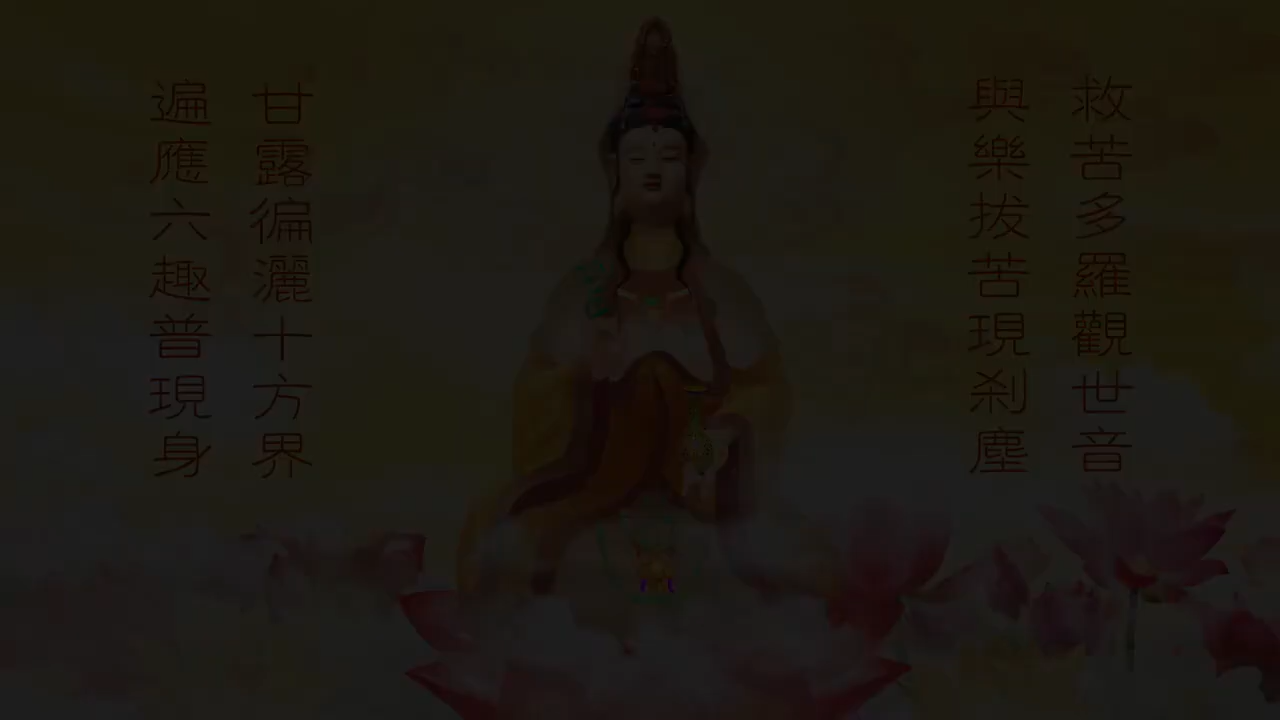 救苦多羅觀世音
與樂拔苦現剎塵
甘露徧灑十方界
遍應六趣普現身